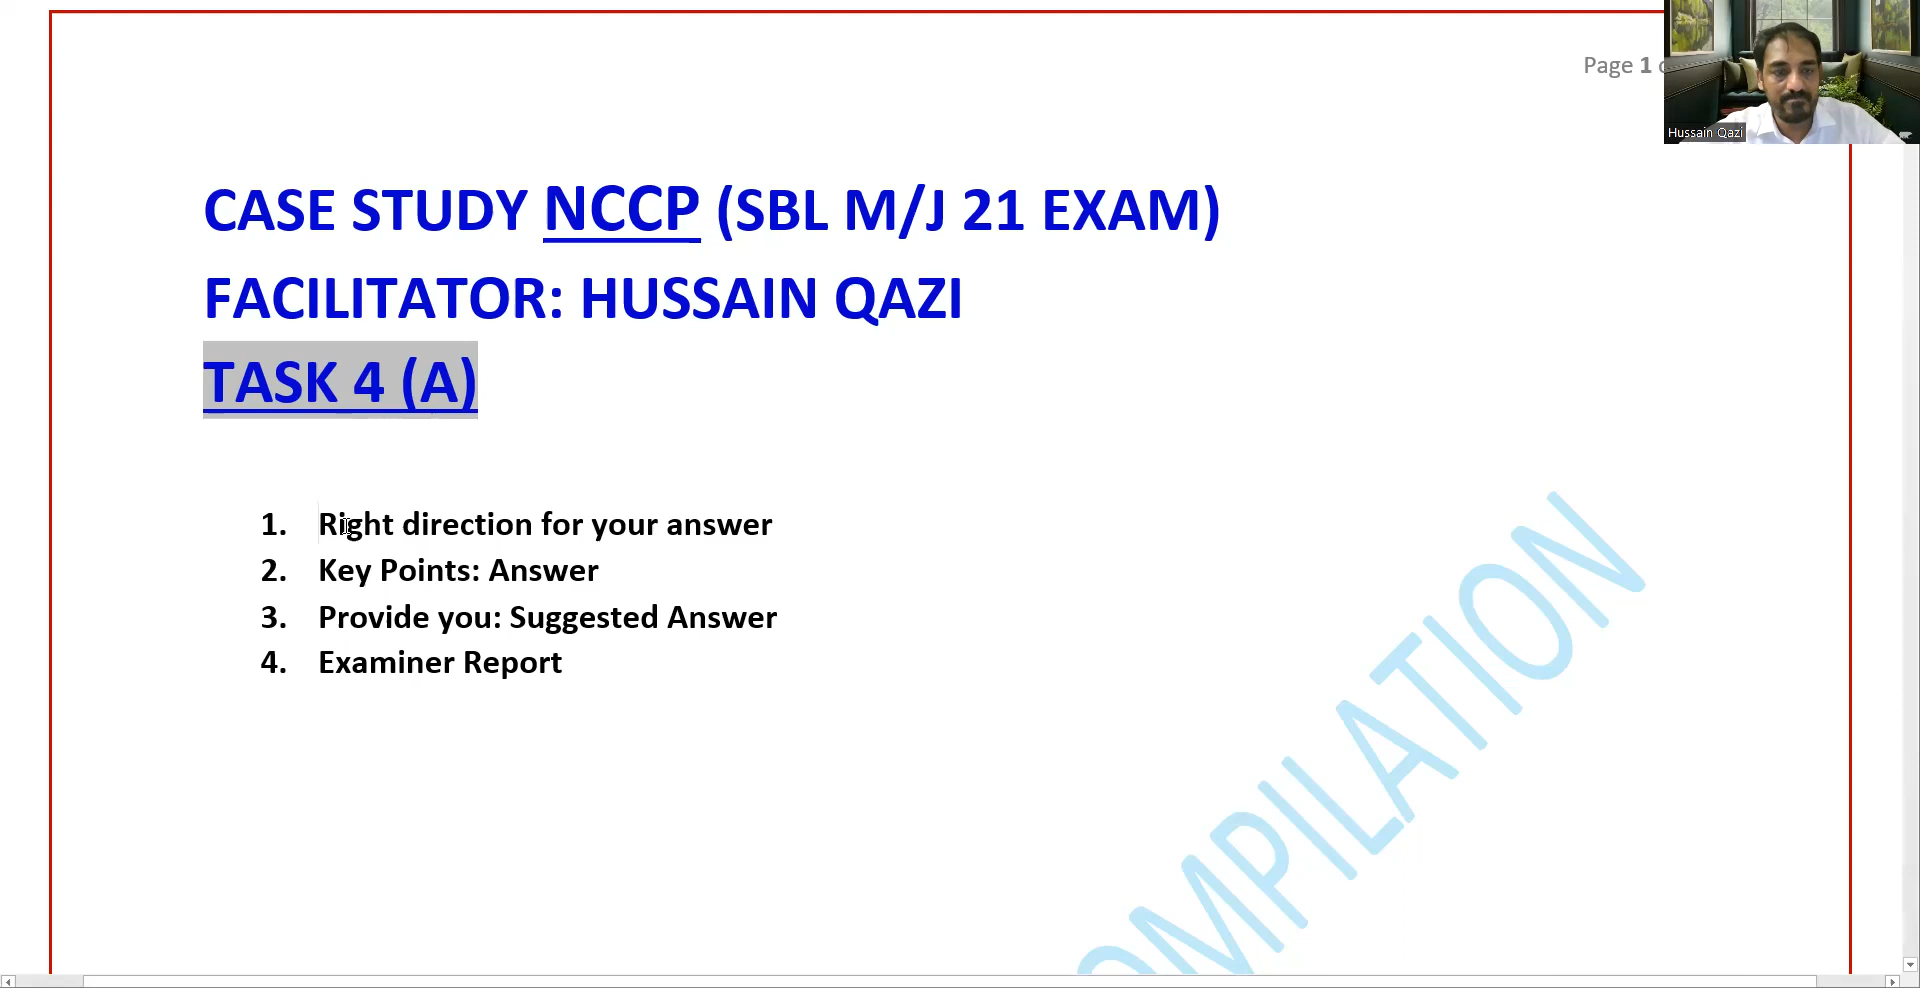 Page 1
Hussain Qazi
CASE STUDY NCCP (SBL M/J 21 EXAM)
FACILITATOR: HUSSAIN QAZI
TASK 4 (A)
1. Right direction for your answer
2. Key Points: Answer
3. Provide you: Suggested Answer
4. Examiner Report
OMPILATION